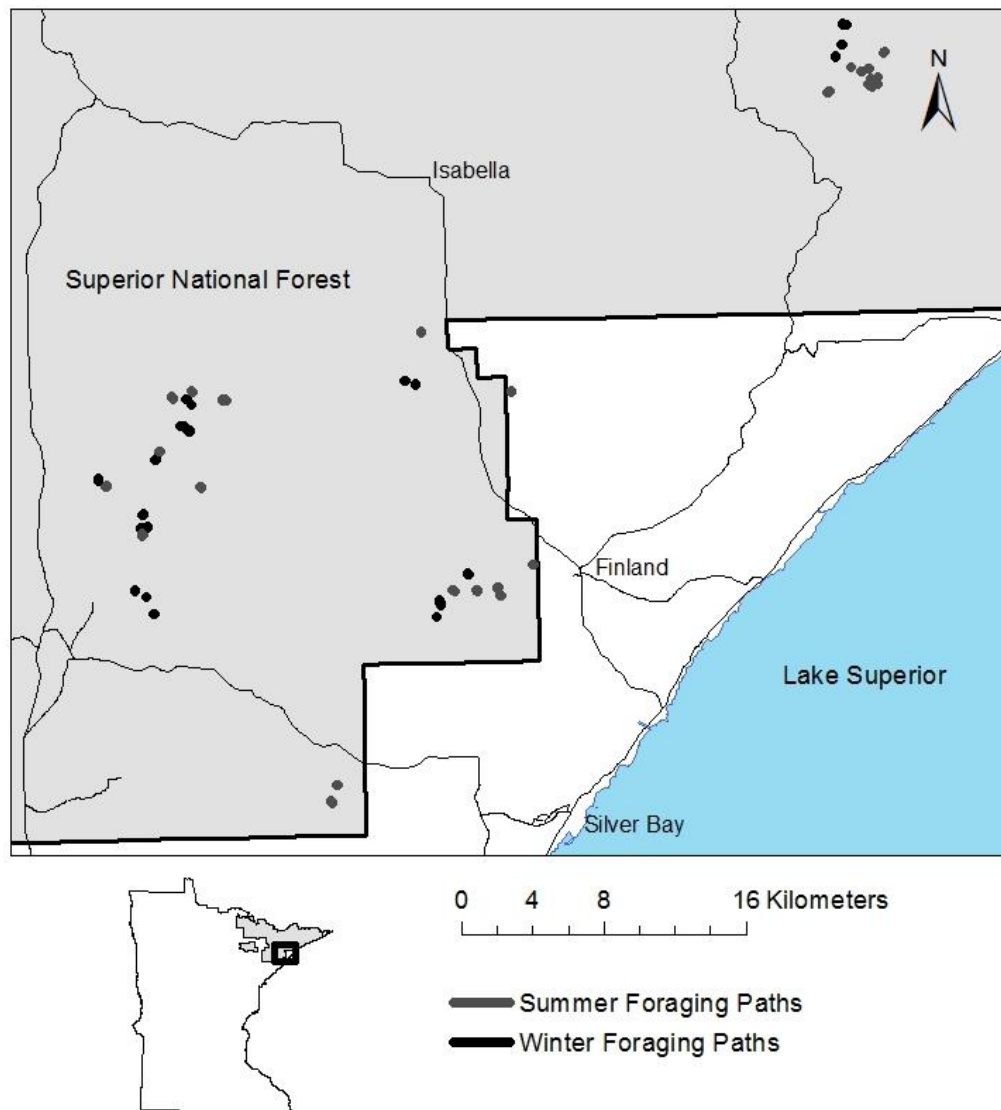 N
Isabella
Superior National Forest
Finland
Lake Superior
Silver Bay
0 4 8 16 Kilometers
Summer Foraging Paths
Winter Foraging Paths